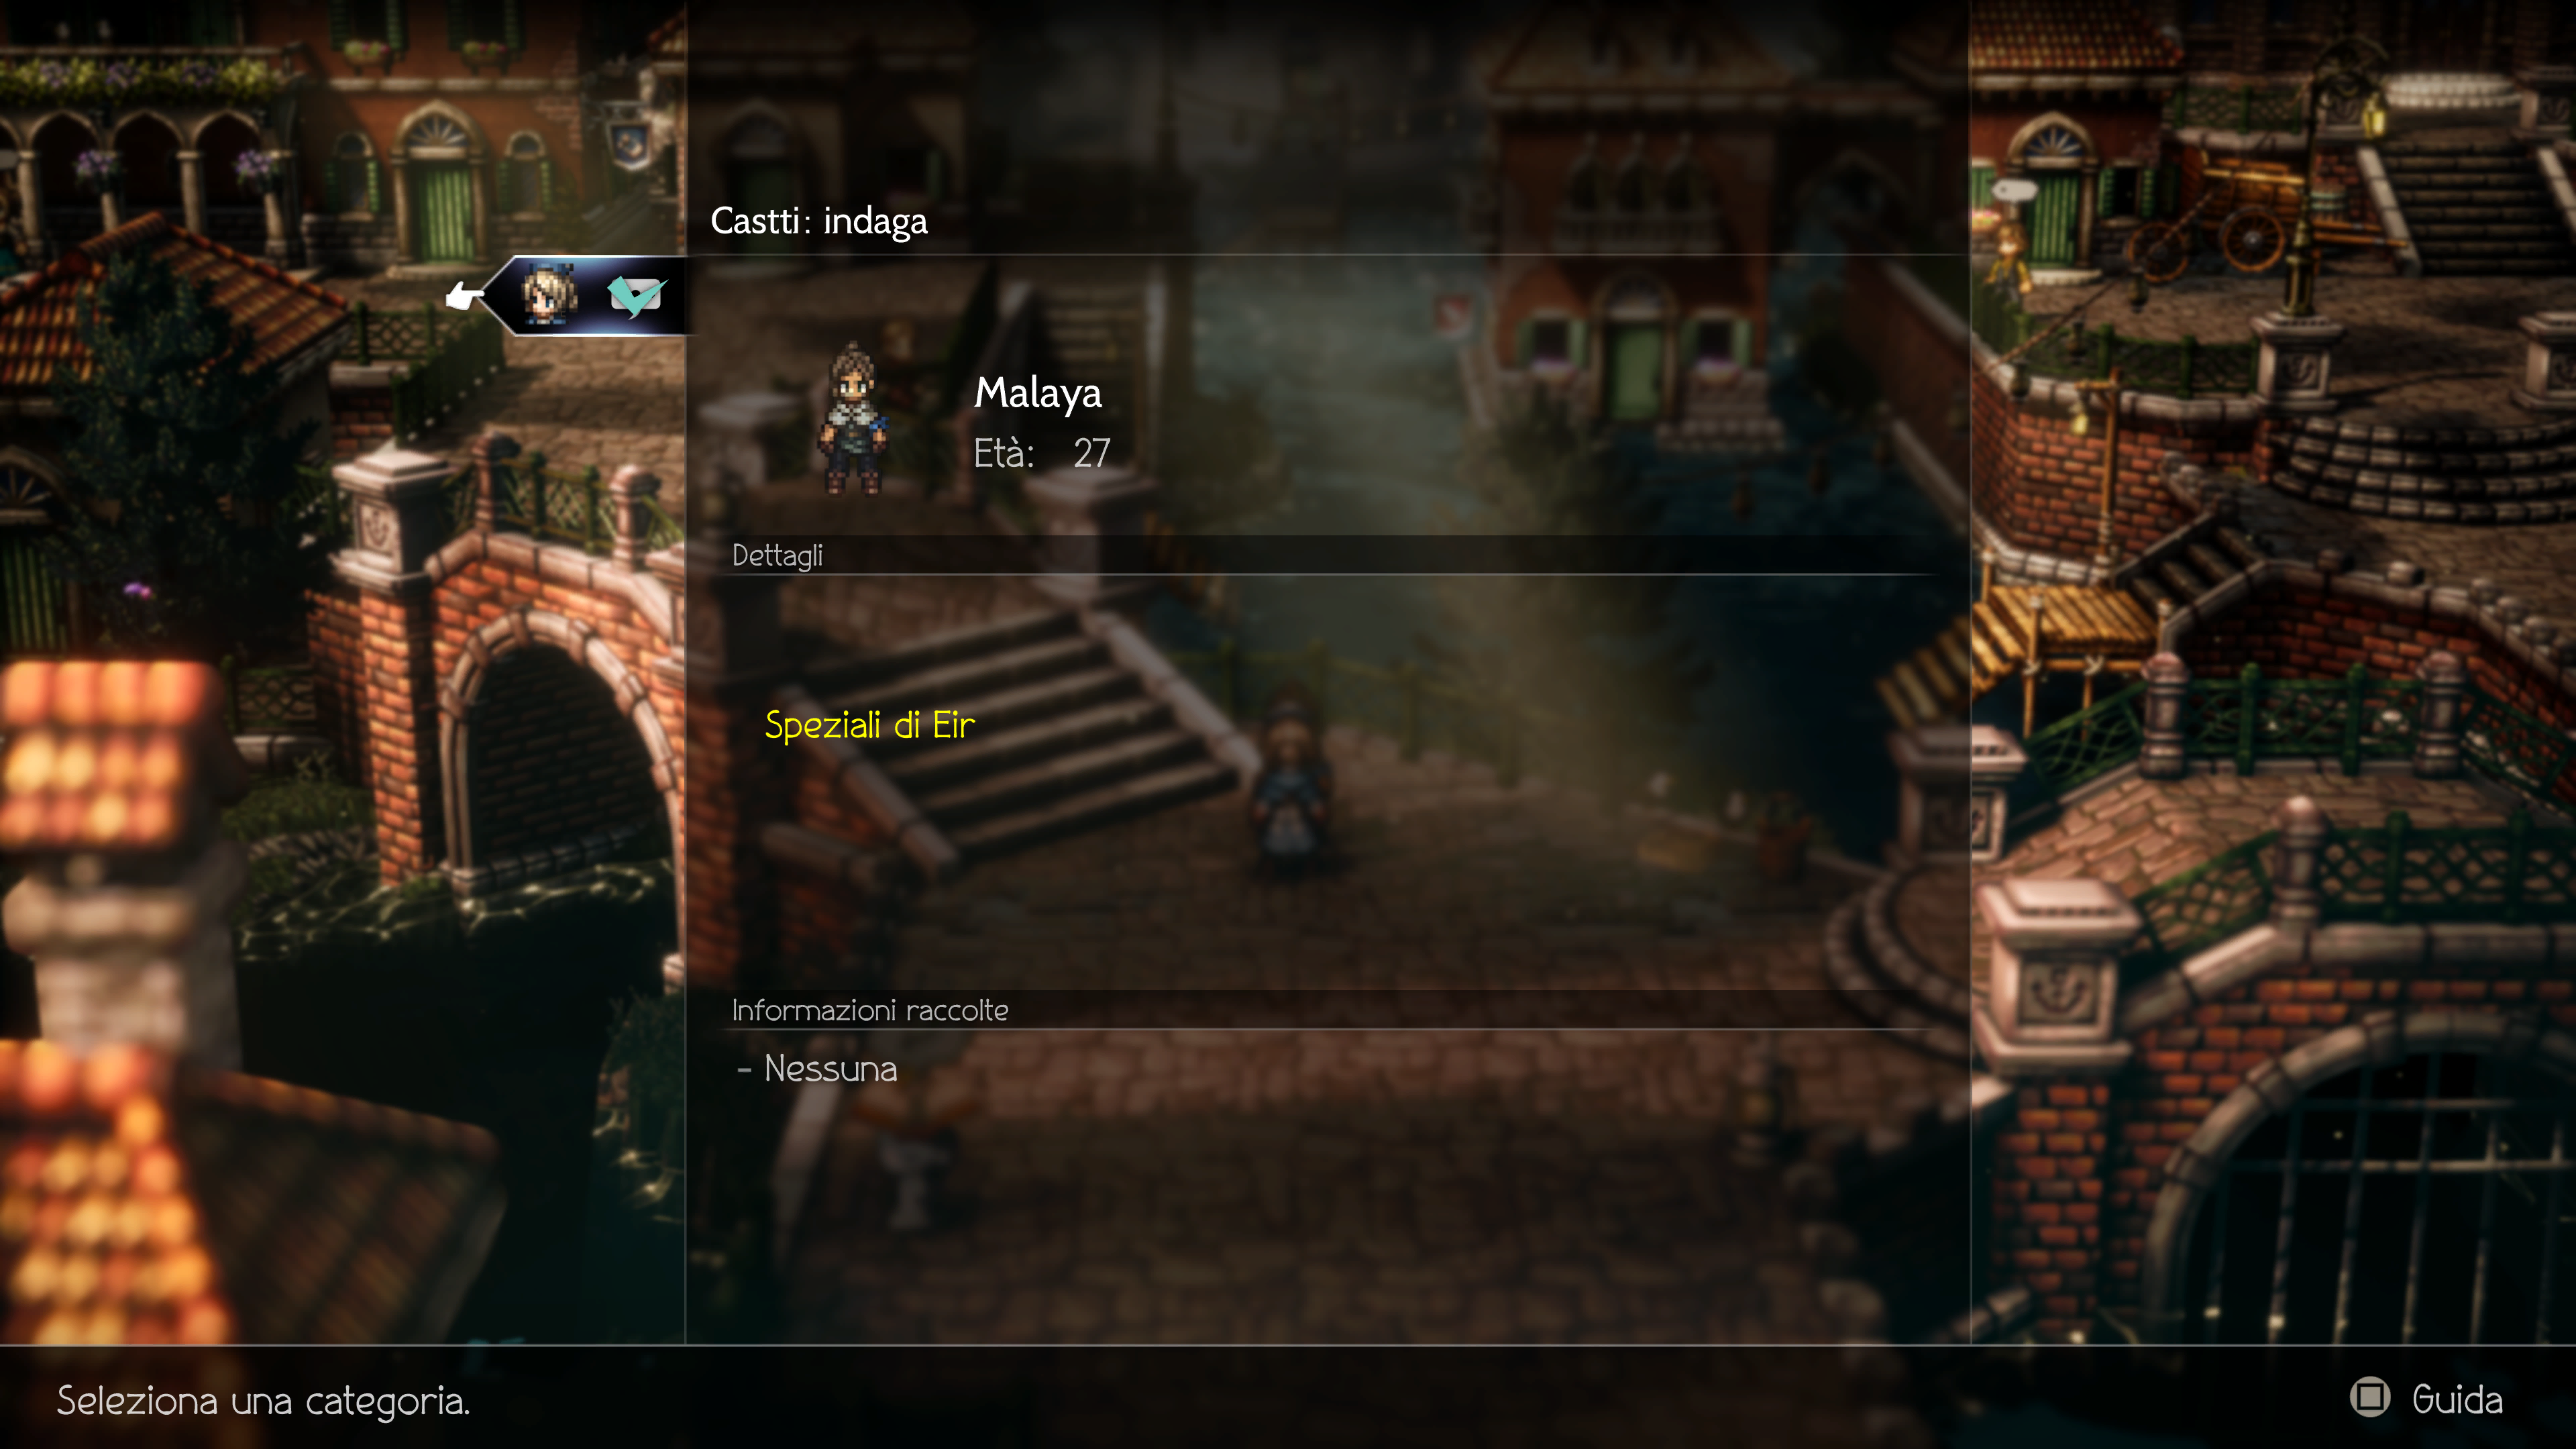 Castti: indaga
Malaya
Età: 27
Dettagli
Speziali di Eir
Informazioni raccolte
– Nessuna
Seleziona una categoria.
Guida